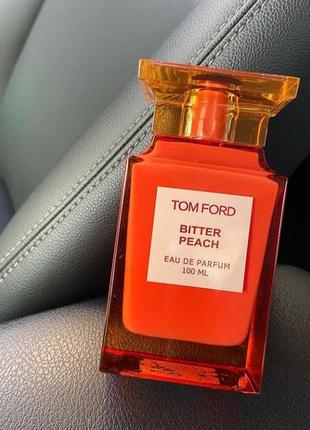 TOM FORD
BITTER
PEACH
EAU DE PARFUM
100 ML